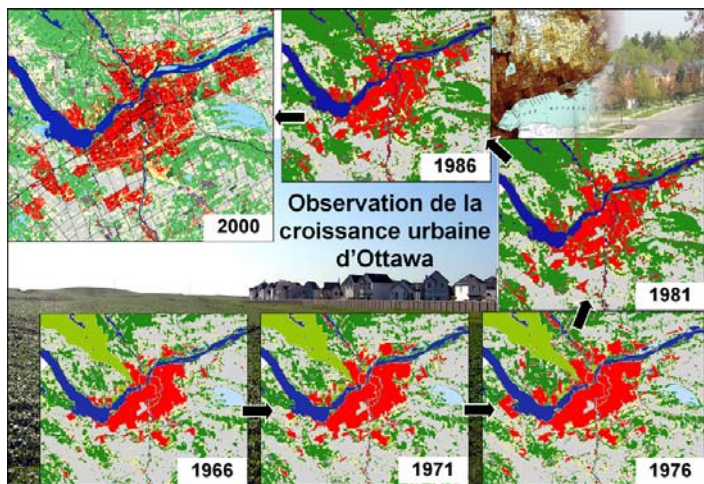 2000
1986
Observation de la
croissance urbaine
d'Ottawa
1981
1966
1971
1976